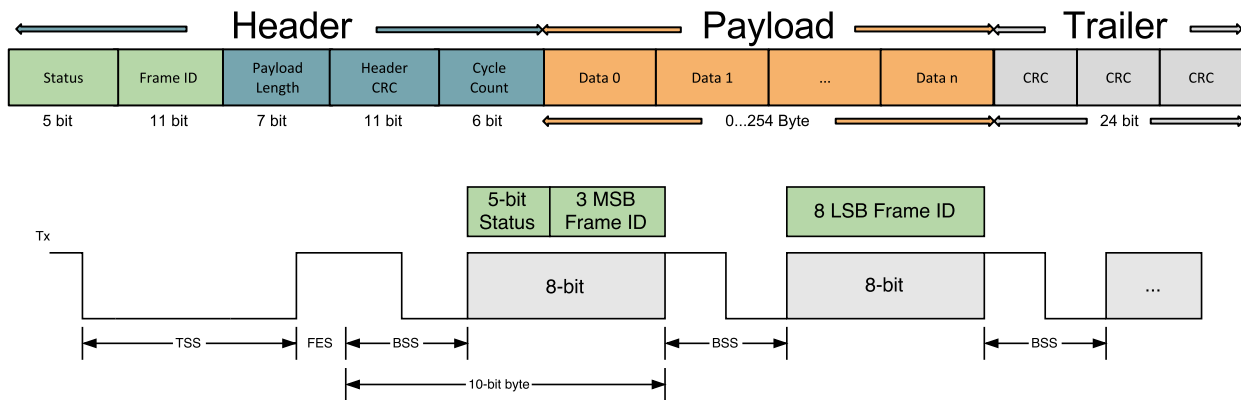 Header Payload Trailer
Status Frame ID Payload Length Header CRC Cycle Count Data 0 Data 1 ... Data n CRC CRC CRC
5 bit 11 bit 7 bit 11 bit 6 bit 0...254 Byte 24 bit
5-bit Status 3 MSB Frame ID 8 LSB Frame ID
Tx
8-bit 8-bit ...
TSS FES BSS BSS BSS
10-bit byte